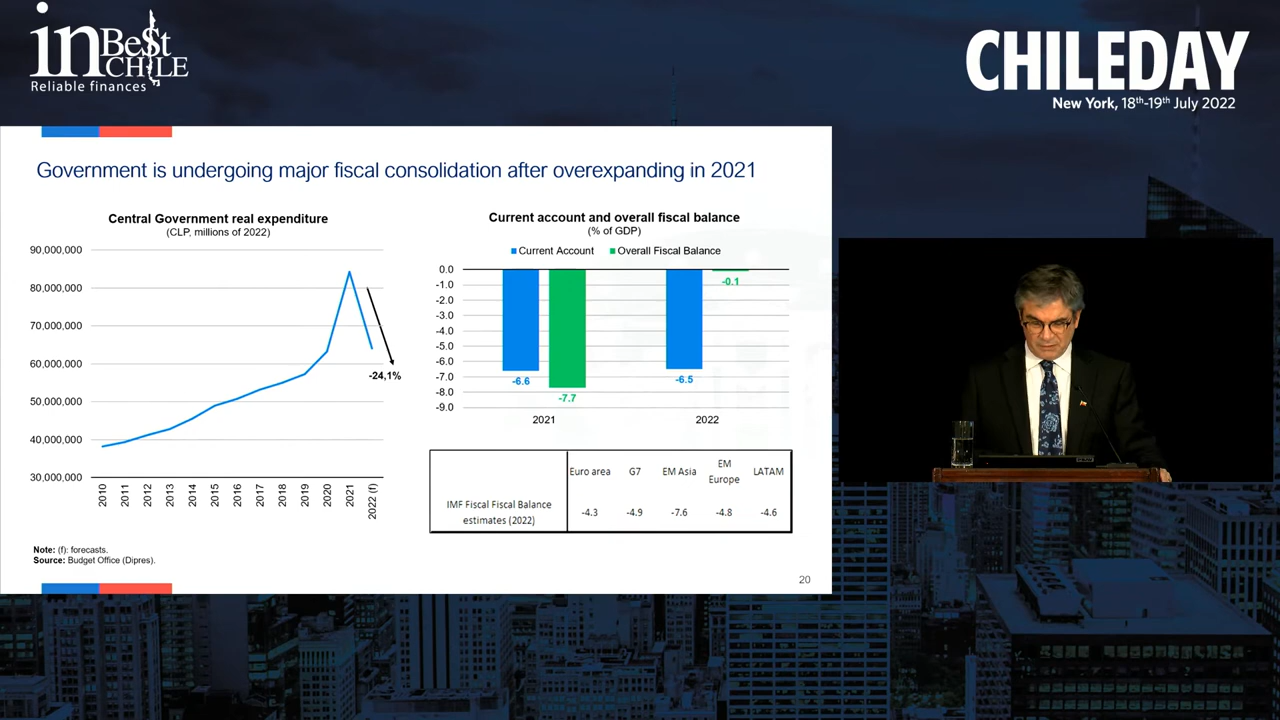 in BeSt
CHiLE
Reliable finances
CHILEDAY
New York, 18th-19th July 2022
Government is undergoing major fiscal consolidation after overexpanding in 2021
Central Government real expenditure
(CLP, millions of 2022)
90,000,000
80,000,000
70,000,000
60,000,000
50,000,000
40,000,000
30,000,000
-24,1%
2010 2011 2012 2013 2014 2015 2016 2017 2018 2019 2020 2021 2022 (f)
Current account and overall fiscal balance
(% of GDP)
Current Account Overall Fiscal Balance
0.0
-1.0
-2.0
-3.0
-4.0
-5.0
-6.0
-7.0
-8.0
-9.0
-6.6
-7.7
-6.5
-0.1
2021 2022
Euro area G7 EM Asia EM Europe LATAM
IMF Fiscal Fiscal Balance
estimates (2022)
-4.3 -4.9 -7.6 -4.8 -4.6
Note: (f): forecasts.
Source: Budget Office (Dipres).
20